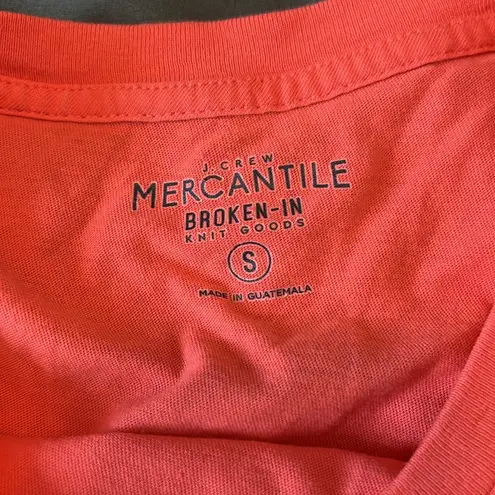 J.CREW
MERCANTILE
BROKEN-IN
KNIT GOODS
S
MADE IN GUATEMALA